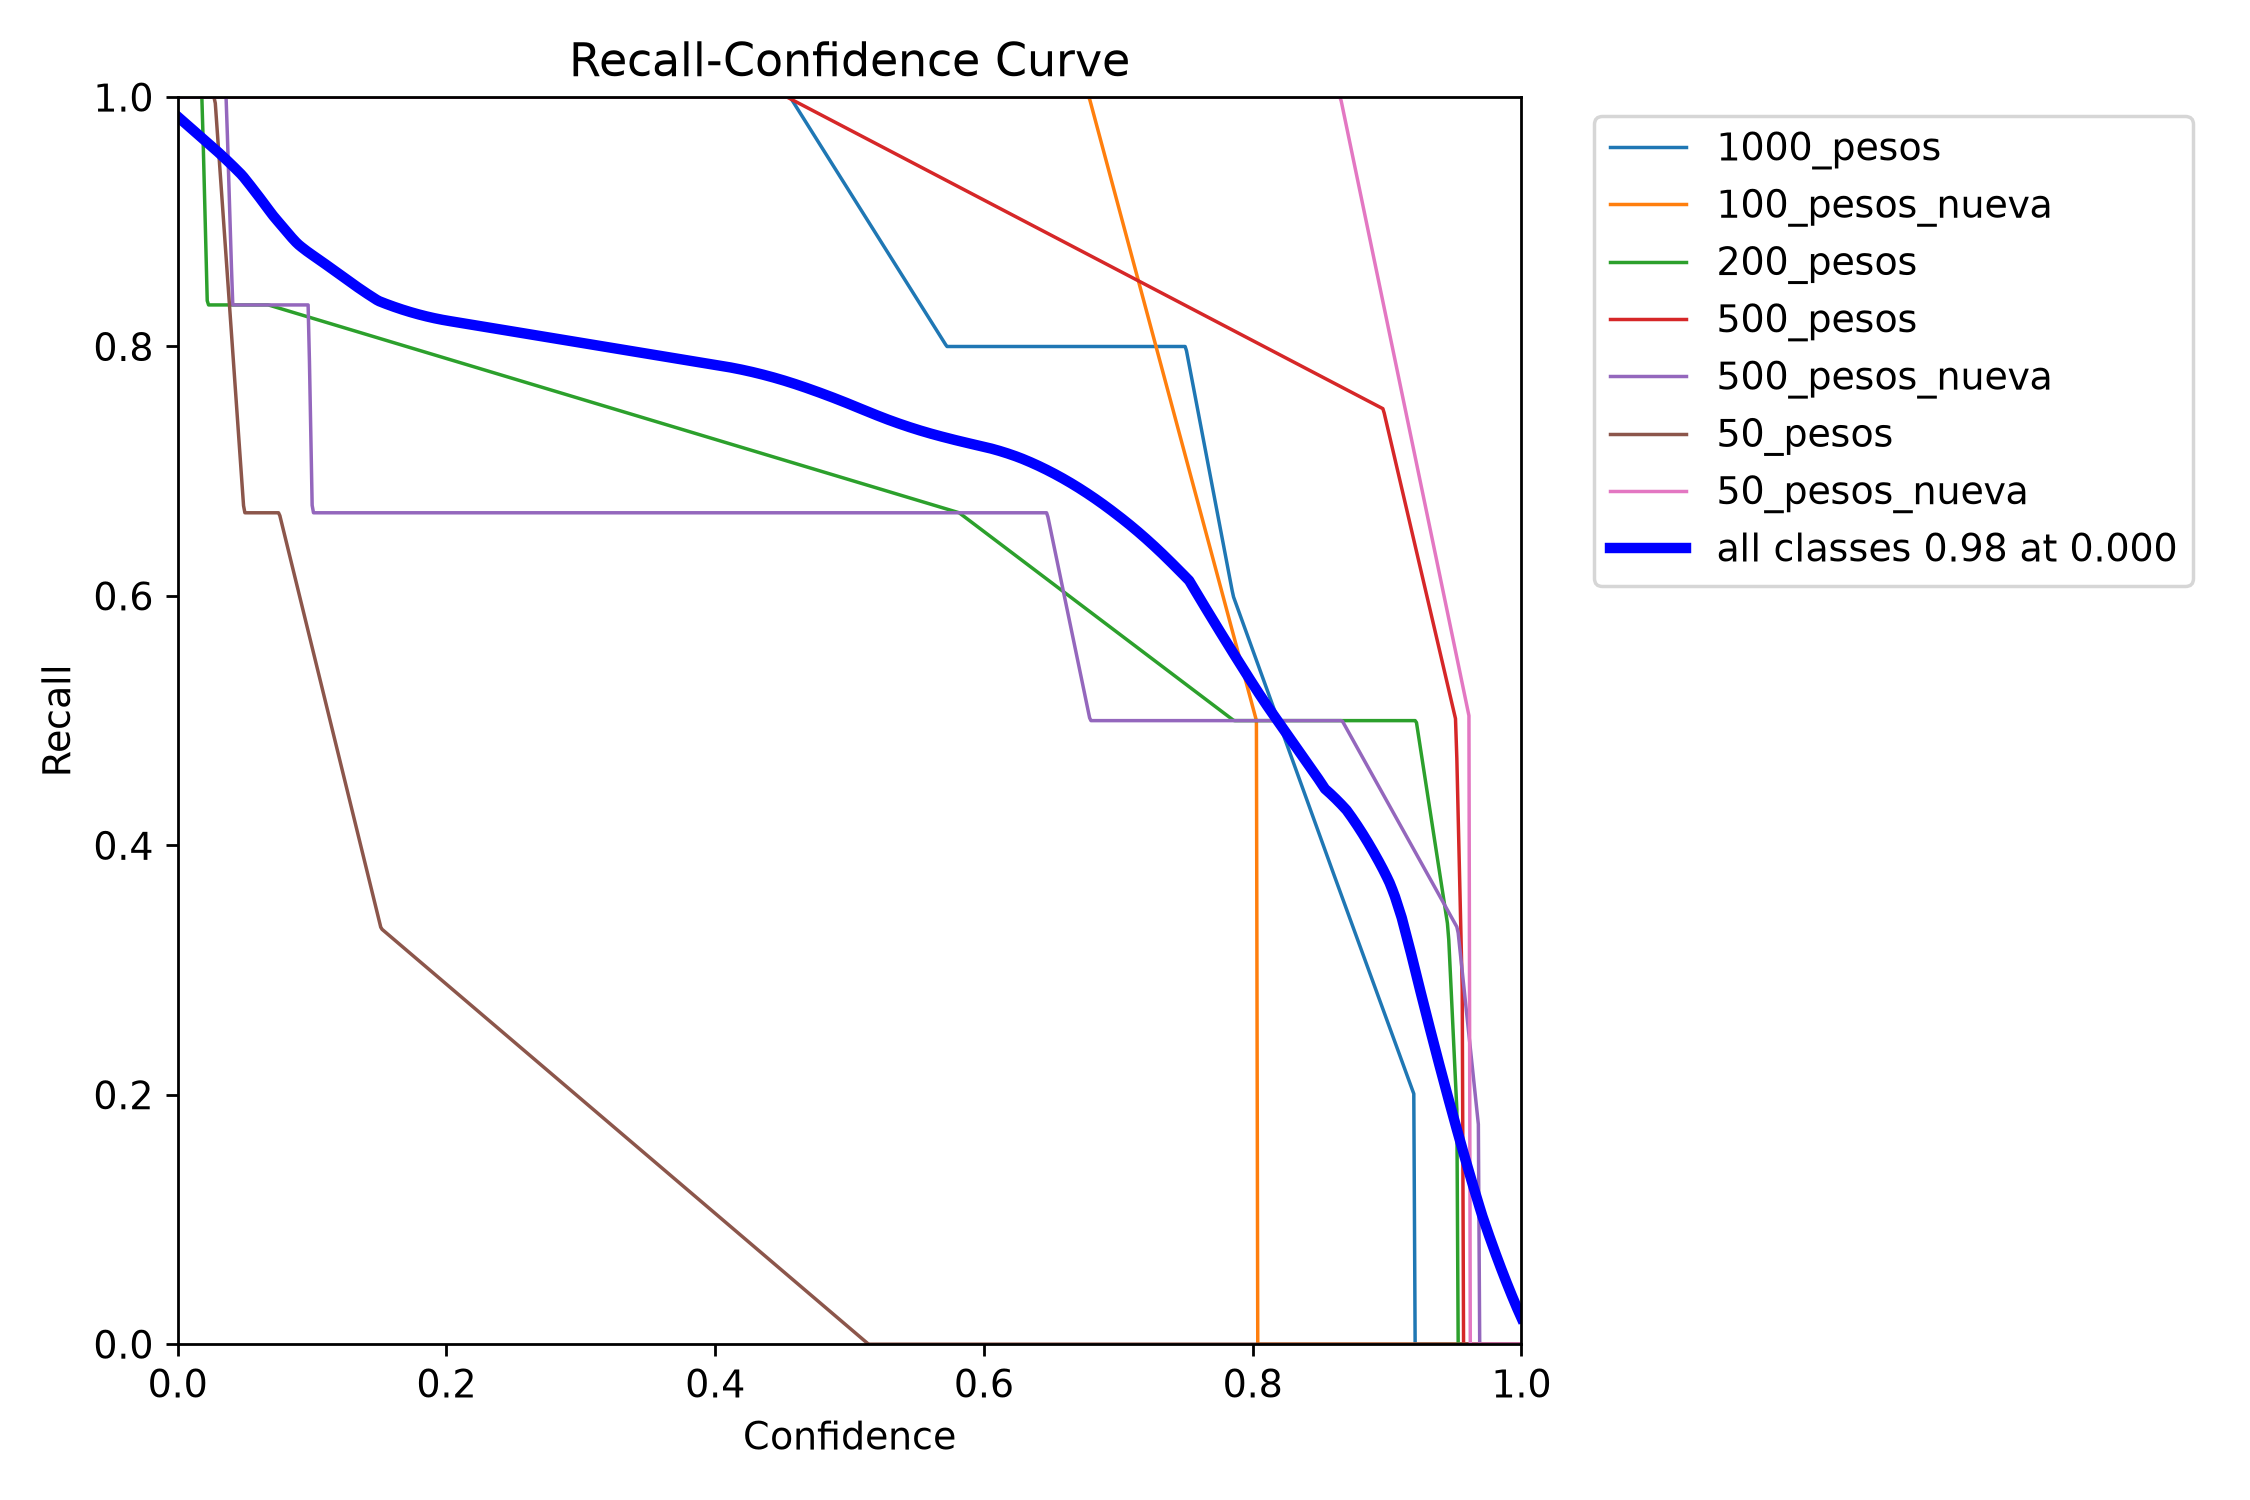 Recall-Confidence Curve
1.0
0.8
0.6
0.4
0.2
0.0
Recall
0.0 0.2 0.4 0.6 0.8 1.0
Confidence
1000_pesos
100_pesos_nueva
200_pesos
500_pesos
500_pesos_nueva
50_pesos
50_pesos_nueva
all classes 0.98 at 0.000